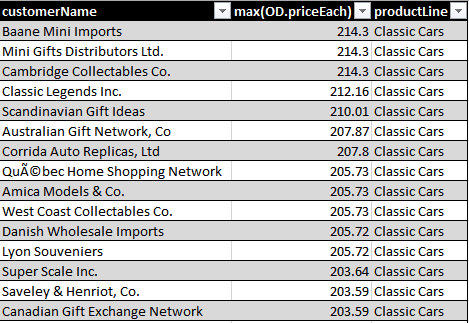 customerName max(OD.priceEach) productLine
Baane Mini Imports 214.3 Classic Cars
Mini Gifts Distributors Ltd. 214.3 Classic Cars
Cambridge Collectables Co. 214.3 Classic Cars
Classic Legends Inc. 212.16 Classic Cars
Scandinavian Gift Ideas 210.01 Classic Cars
Australian Gift Network, Co 207.87 Classic Cars
Corrida Auto Replicas, Ltd 207.8 Classic Cars
QuÃ©bec Home Shopping Network 205.73 Classic Cars
Amica Models & Co. 205.73 Classic Cars
West Coast Collectables Co. 205.73 Classic Cars
Danish Wholesale Imports 205.72 Classic Cars
Lyon Souveniers 205.72 Classic Cars
Super Scale Inc. 203.64 Classic Cars
Saveley & Henriot, Co. 203.59 Classic Cars
Canadian Gift Exchange Network 203.59 Classic Cars